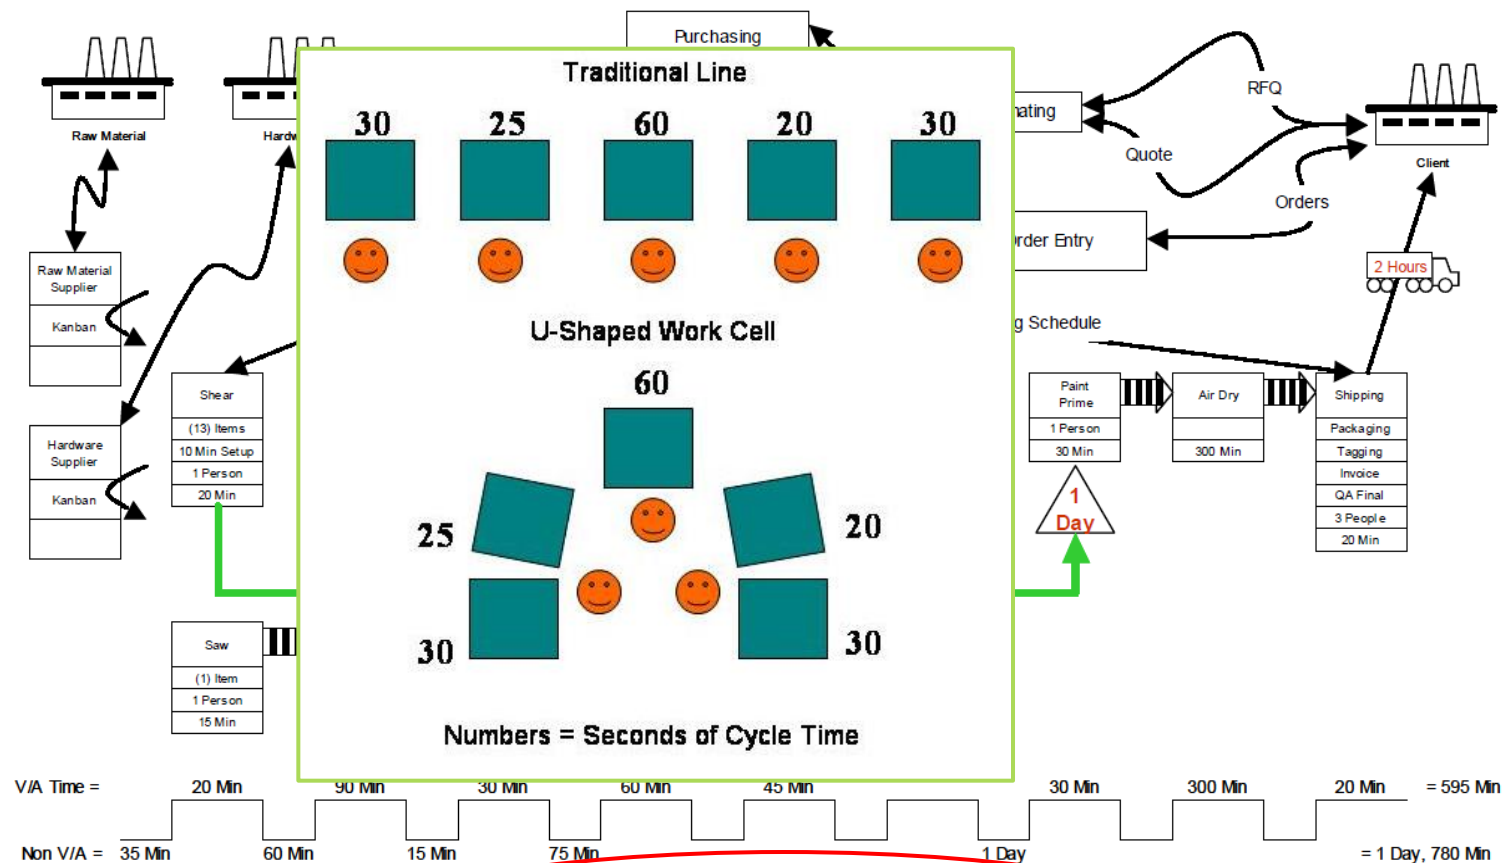 Purchasing
RFQ
Quote
Orders
Raw Material
Client
2 Hours
Raw Material
Supplier
Kanban
Hardware
Supplier
Kanban
Traditional Line
30 25 60 20 30
U-Shaped Work Cell
60
25 20
30 30
Numbers = Seconds of Cycle Time
Schedule
Entry
Shear
(13) Items
10 Min Setup
1 Person
20 Min
Saw
(1) Item
1 Person
15 Min
Paint
Prime
1 Person
30 Min
1
Day
Air Dry
300 Min
Shipping
Packaging
Tagging
Invoice
QA Final
3 People
20 Min
V/A Time = 20 Min 90 Min 30 Min 60 Min 45 Min 30 Min 300 Min 20 Min = 595 Min
Non V/A = 35 Min 60 Min 15 Min 75 Min 1 Day = 1 Day, 780 Min